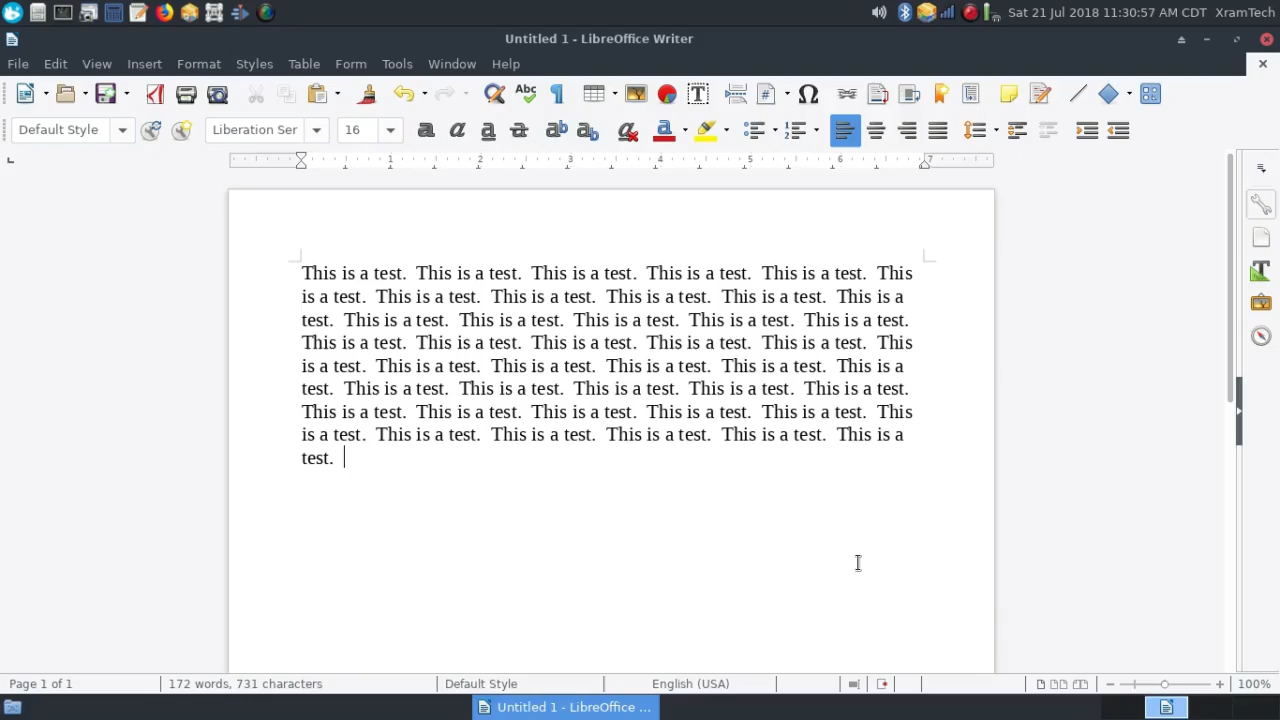 Sat 21 Jul 2018 11:30:57 AM CDT XramTech
Untitled 1 - LibreOffice Writer
File Edit View Insert Format Styles Table Form Tools Window Help
Default Style Liberation Ser 16
1 2 3 4 5 6 7
This is a test.  This is a test.  This is a test.  This is a test.  This is a test.  This
is a test.  This is a test.  This is a test.  This is a test.  This is a test.  This is a
test.  This is a test.  This is a test.  This is a test.  This is a test.  This is a test.
This is a test.  This is a test.  This is a test.  This is a test.  This is a test.  This
is a test.  This is a test.  This is a test.  This is a test.  This is a test.  This is a
test.  This is a test.  This is a test.  This is a test.  This is a test.  This is a test.
This is a test.  This is a test.  This is a test.  This is a test.  This is a test.  This
is a test.  This is a test.  This is a test.  This is a test.  This is a test.  This is a
test.
Page 1 of 1 172 words, 731 characters Default Style English (USA) 100%
Untitled 1 - LibreOffice ...